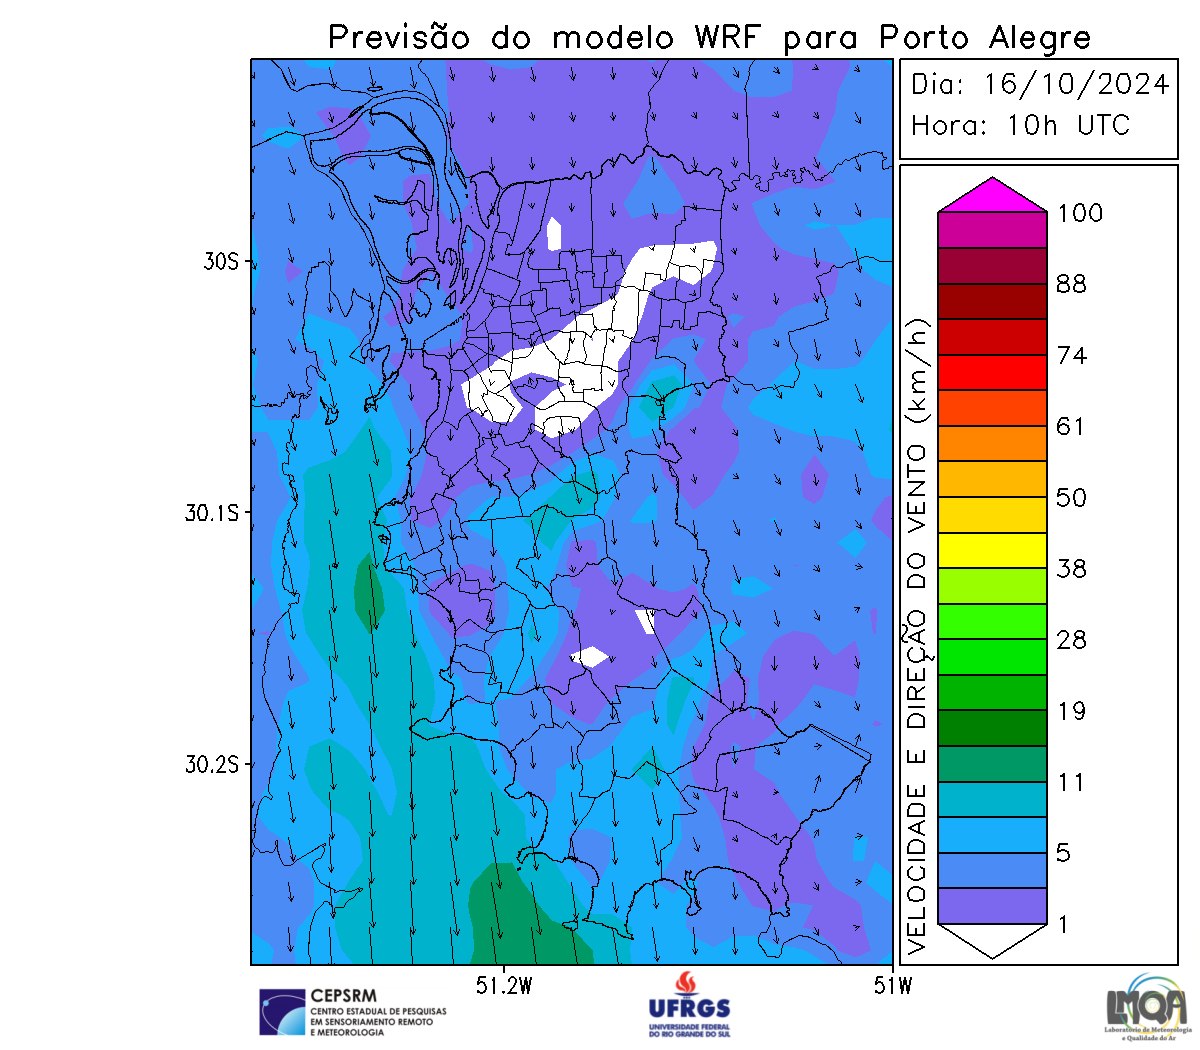 Previsão do modelo WRF para Porto Alegre
Dia: 16/10/2024
Hora: 10h UTC
30S
30.1S
30.2S
51.2W
51W
VELOCIDADE E DIREÇÃO DO VENTO (km/h)
100
88
74
61
50
38
28
19
11
5
1
CEPSRM
CENTRO ESTADUAL DE PESQUISAS
EM SENSORIAMENTO REMOTO
E METEOROLOGIA
UFRGS
UNIVERSIDADE FEDERAL
DO RIO GRANDE DO SUL
LMQA
Laboratório de Meteorologia
e Qualidade do Ar